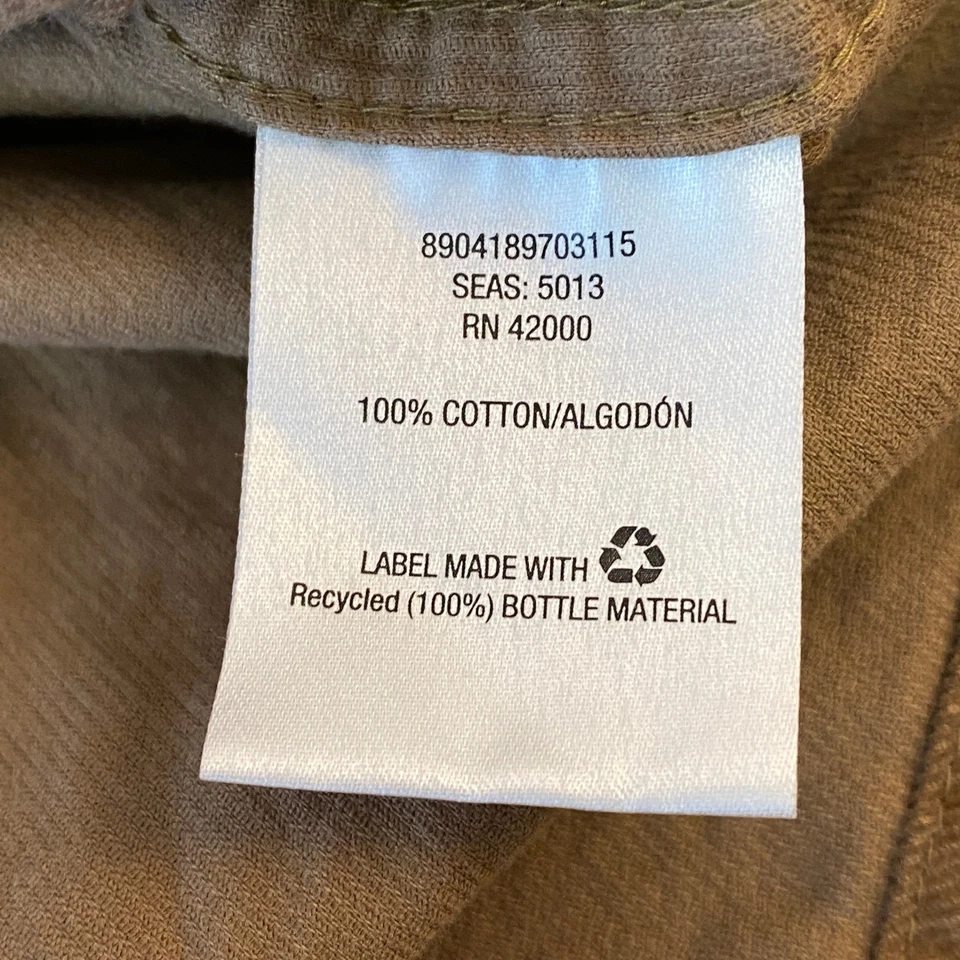 8904189703115
SEAS: 5013
RN 42000
100% COTTON/ALGODÓN
LABEL MADE WITH
Recycled (100%) BOTTLE MATERIAL